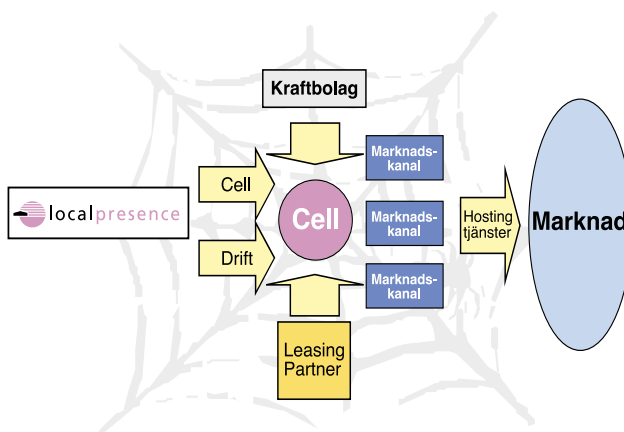 Kraftbolag
Marknads-
kanal
Cell
localpresence
Cell
Marknads-
kanal
Hosting
tjänster
Marknad
Drift
Marknads-
kanal
Leasing
Partner